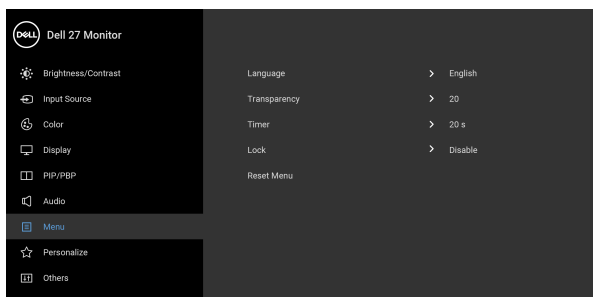 DELL Dell 27 Monitor
Brightness/Contrast
Language > English
Input Source
Transparency > 20
Color
Timer > 20 s
Display
Lock > Disable
PIP/PBP
Reset Menu
Audio
Menu
Personalize
Others